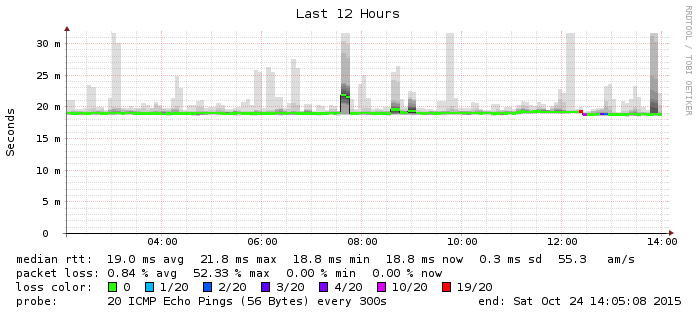 Last 12 Hours
RRDTOOL / TOBI OETIKER
Seconds
30 m
25 m
20 m
15 m
10 m
5 m
0
04:00 06:00 08:00 10:00 12:00 14:00
median rtt: 19.0 ms avg 21.8 ms max 18.8 ms min 18.8 ms now 0.3 ms sd 55.3 am/s
packet loss: 0.84 % avg 52.33 % max 0.00 % min 0.00 % now
loss color: 0 1/20 2/20 3/20 4/20 10/20 19/20
probe: 20 ICMP Echo Pings (56 Bytes) every 300s end: Sat Oct 24 14:05:08 2015